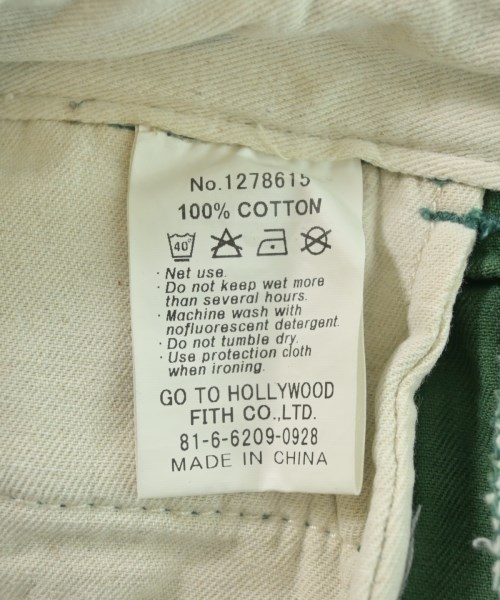 No.1278615
100% COTTON
40°
· Net use.
· Do not keep wet more
than several hours.
· Machine wash with
nofluorescent detergent.
· Do not tumble dry.
· Use protection cloth
when ironing.
GO TO HOLLYWOOD
FITH CO.,LTD.
81-6-6209-0928
MADE IN CHINA